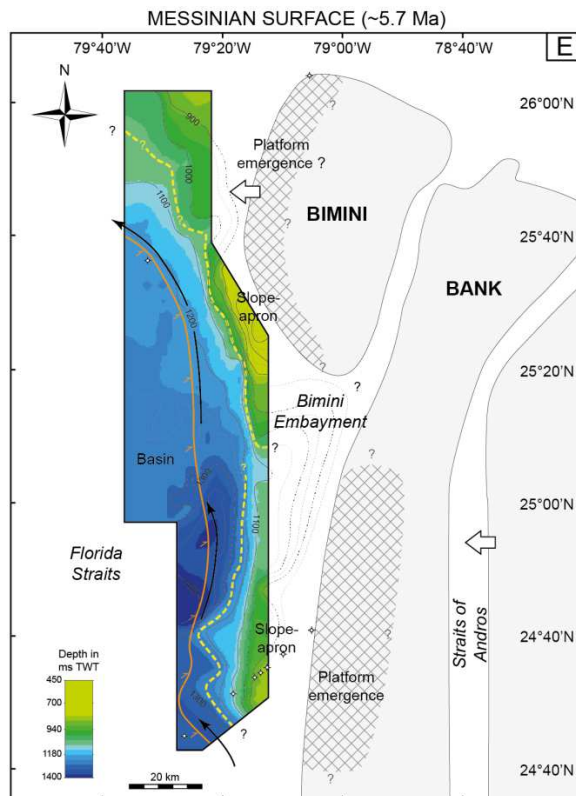 MESSINIAN SURFACE (~5.7 Ma)
79°40'W 79°20'W 79°00'W 78°40'W
E
N
26°00'N
900
?
Platform
emergence ?
?
1000
?
1100
BIMINI
?
25°40'N
BANK
1200
Slope-
apron
?
25°20'N
?
Bimini
Embayment
?
?
Basin
?
1100
25°00'N
Florida
Straits
Slope-
apron
?
24°40'N
Straits of
Andros
Platform
emergence
1300
?
?
Depth in
ms TWT
450
700
940
1180
1400
20 km
24°40'N